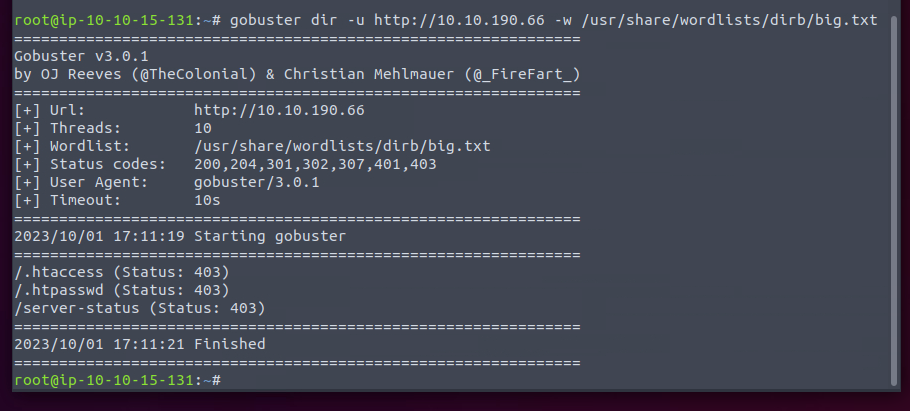 root@ip-10-10-15-131:~# gobuster dir -u http://10.10.190.66 -w /usr/share/wordlists/dirb/big.txt
===============================================================
Gobuster v3.0.1
by OJ Reeves (@TheColonial) & Christian Mehlmauer (@_FireFart_)
===============================================================
[+] Url:            http://10.10.190.66
[+] Threads:        10
[+] Wordlist:       /usr/share/wordlists/dirb/big.txt
[+] Status codes:   200,204,301,302,307,401,403
[+] User Agent:     gobuster/3.0.1
[+] Timeout:        10s
===============================================================
2023/10/01 17:11:19 Starting gobuster
===============================================================
/.htaccess (Status: 403)
/.htpasswd (Status: 403)
/server-status (Status: 403)
===============================================================
2023/10/01 17:11:21 Finished
===============================================================
root@ip-10-10-15-131:~#